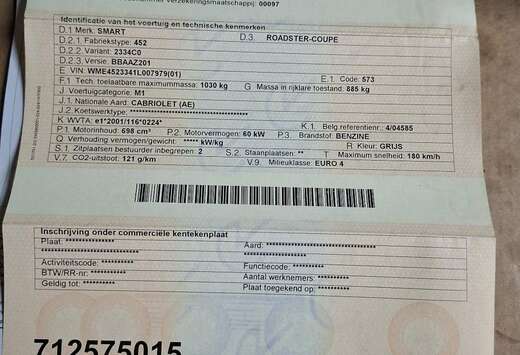 nummer verzekeringsmaatschappij: 00097
Identificatie van het voertuig en technische kenmerken
D.1 Merk: SMART D.3. ROADSTER-COUPE
D.2.1 Fabriekstype: 452
D.2.2 Variant: 2334C0
D.2.3. Versie: BBAAZ201
E VIN: WME4523341L007979(01) E.1. Code: 573
F.1 Tech. toelaatbare maximummassa: 1030 kg G Massa in rijklare toestand: 885 kg
J. Voertuigcategorie: M1
J.1. Nationale Aard: CABRIOLET (AE)
J.2. Koetswerktype: ******************************
K WVTA: e1*2001/116*0224* K.1. Belg referentienr.: 4/04585
P.1 Motorinhoud: 698 cm³ P.2. Motorvermogen: 60 kW P.3. Brandstof: BENZINE
Q Verhouding vermogen/gewicht: ***** kW/kg R Kleur: GRIJS
S.1. Zitplaatsen bestuurder inbegrepen: 2 S.2. Staanplaatsen: ** T Maximum snelheid: 180 km/h
V.7. CO2-uitstoot: 121 g/km V.9. Milieuklasse: EURO 4
Inschrijving onder commerciële kentekenplaat
Plaat: *************** Aard: ******************************
Activiteitscode: ********** Functiecode: **********
BTW/RR-nr: ********** Aantal werknemers: **********
Geldig tot: ********** Plaat toegekend op: **********
712575015